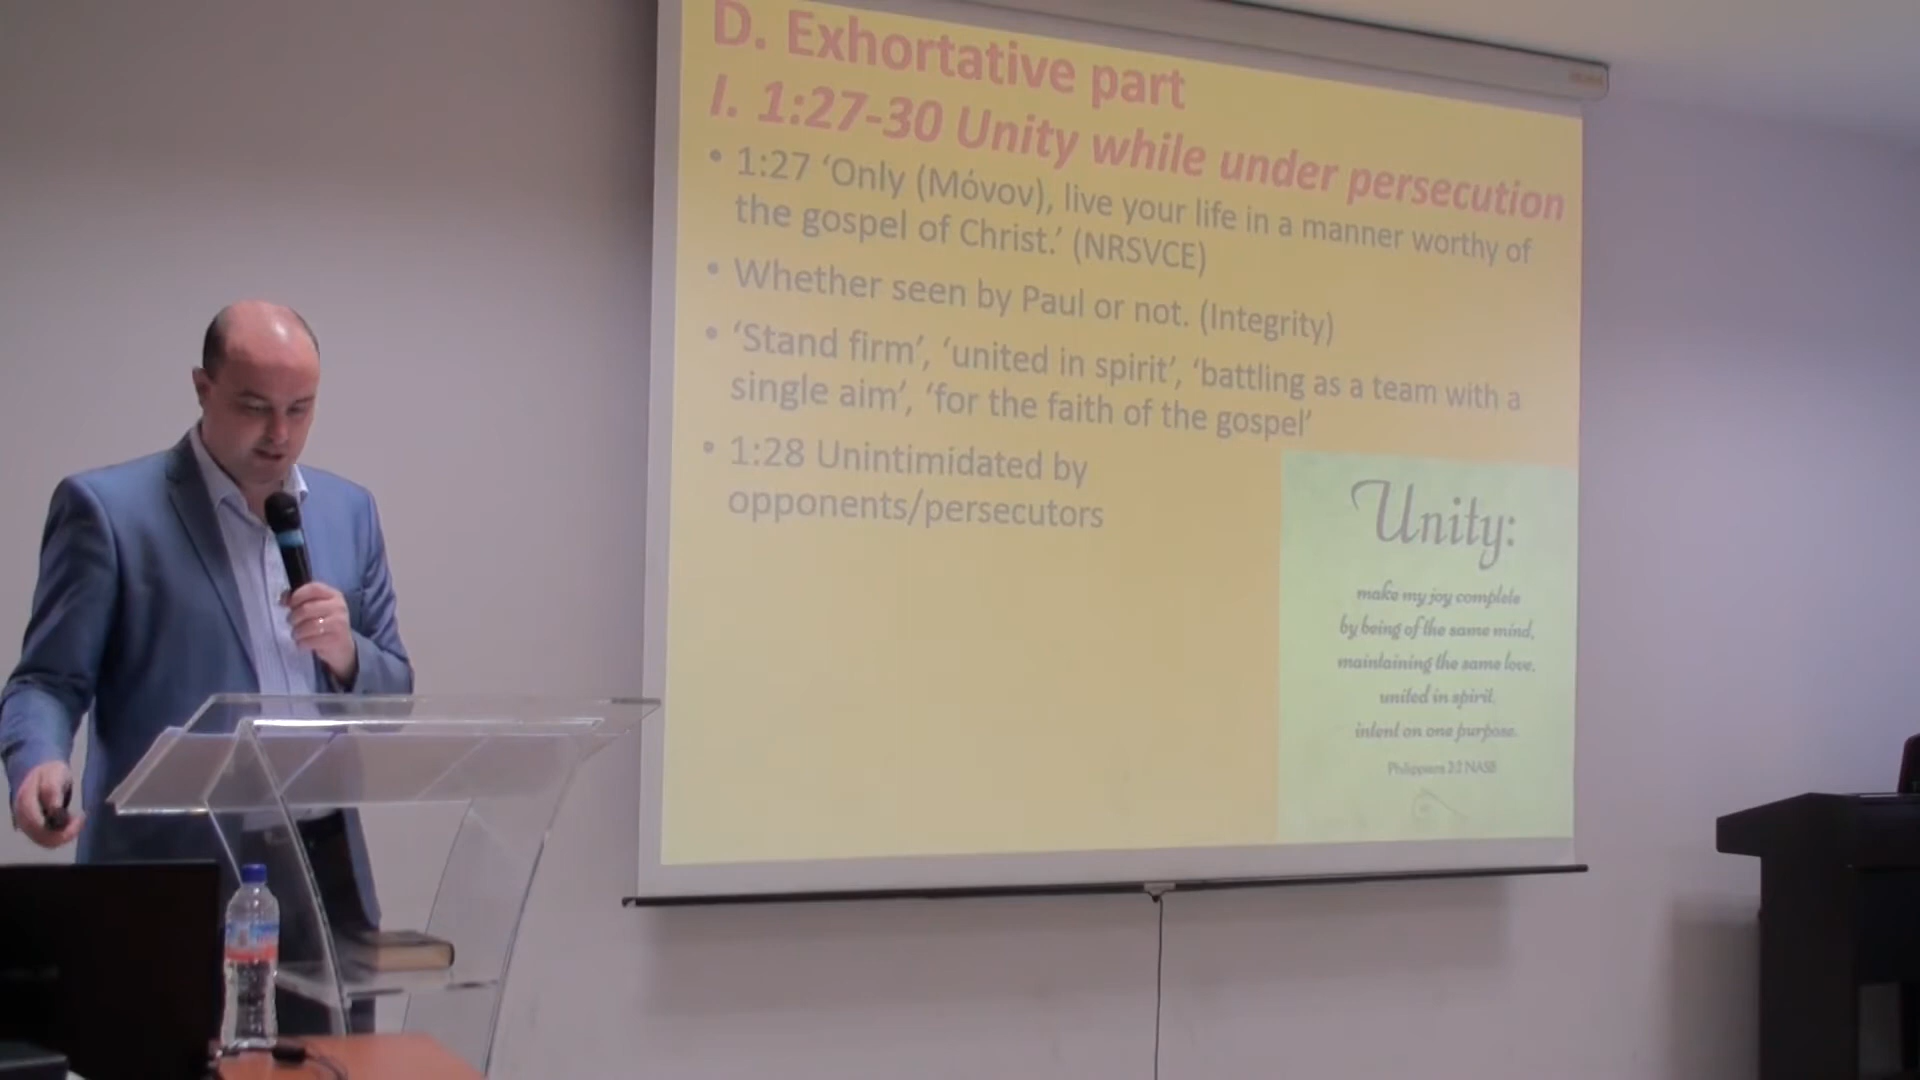 D. Exhortative part
I. 1:27-30 Unity while under persecution
• 1:27 ‘Only (Μόνον), live your life in a manner worthy of
the gospel of Christ.’ (NRSVCE)
• Whether seen by Paul or not. (Integrity)
• ‘Stand firm’, ‘united in spirit’, ‘battling as a team with a
single aim’, ‘for the faith of the gospel’
• 1:28 Unintimidated by
opponents/persecutors
Unity:
make my joy complete
by being of the same mind,
maintaining the same love,
united in spirit,
intent on one purpose.
Philippians 2:2 NASB